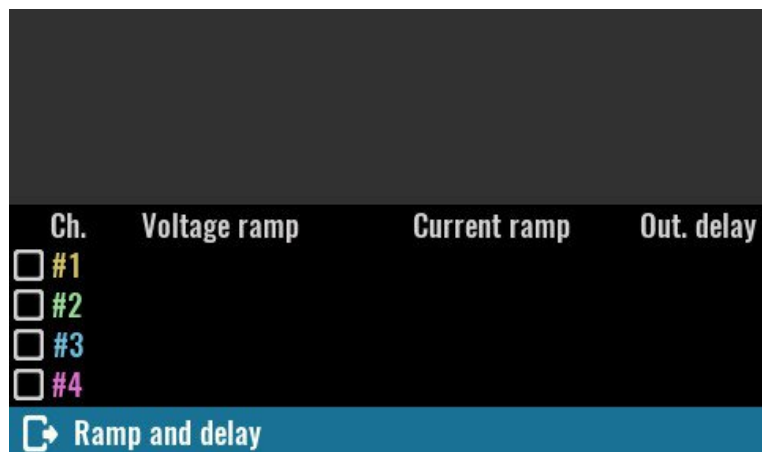 Ch. Voltage ramp Current ramp Out. delay
#1
#2
#3
#4
Ramp and delay